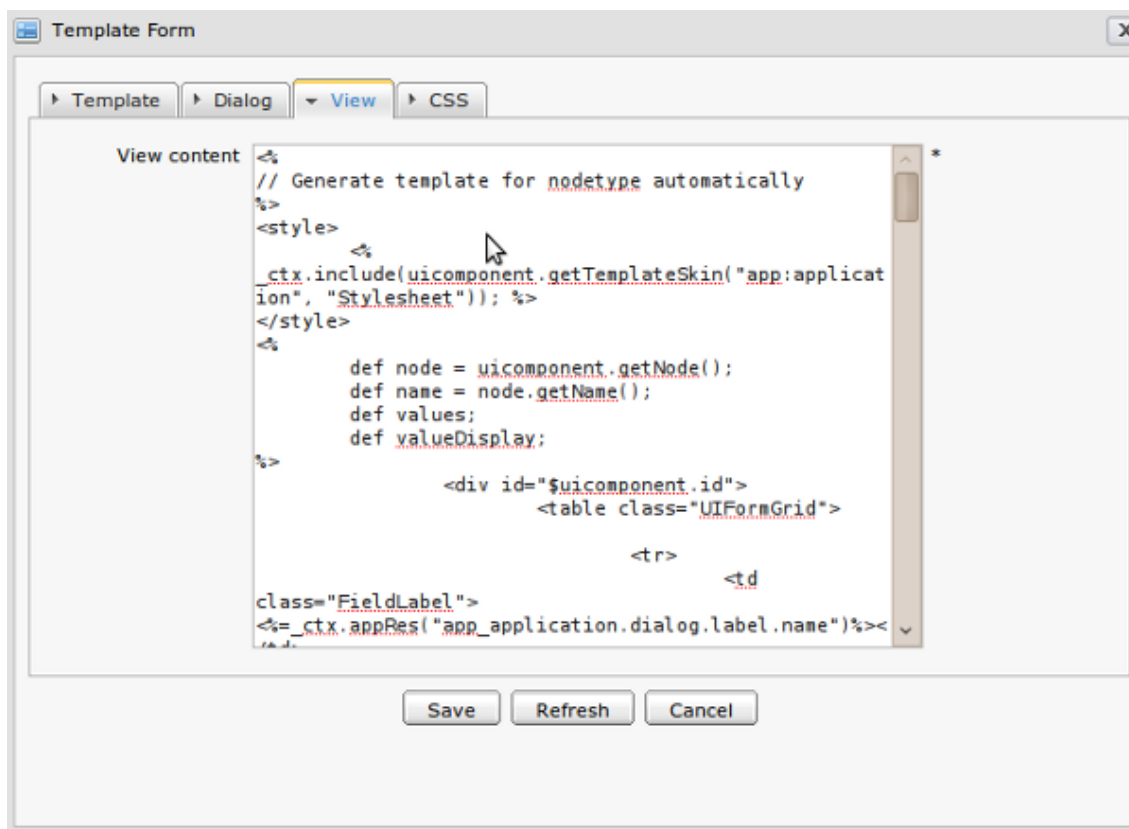 Template Form
X
Template Dialog View CSS
View content
*
<%
// Generate template for nodetype automatically
%>
<style>
<%
_ctx.include(uicomponent.getTemplateSkin("app:applicat
ion", "Stylesheet")); %>
</style>
<%
def node = uicomponent.getNode();
def name = node.getName();
def values;
def valueDisplay;
%>
<div id="$uicomponent.id">
<table class="UIFormGrid">
<tr>
<td
class="FieldLabel">
<%=_ctx.appRes("app_application.dialog.label.name")%><
/td>
Save Refresh Cancel